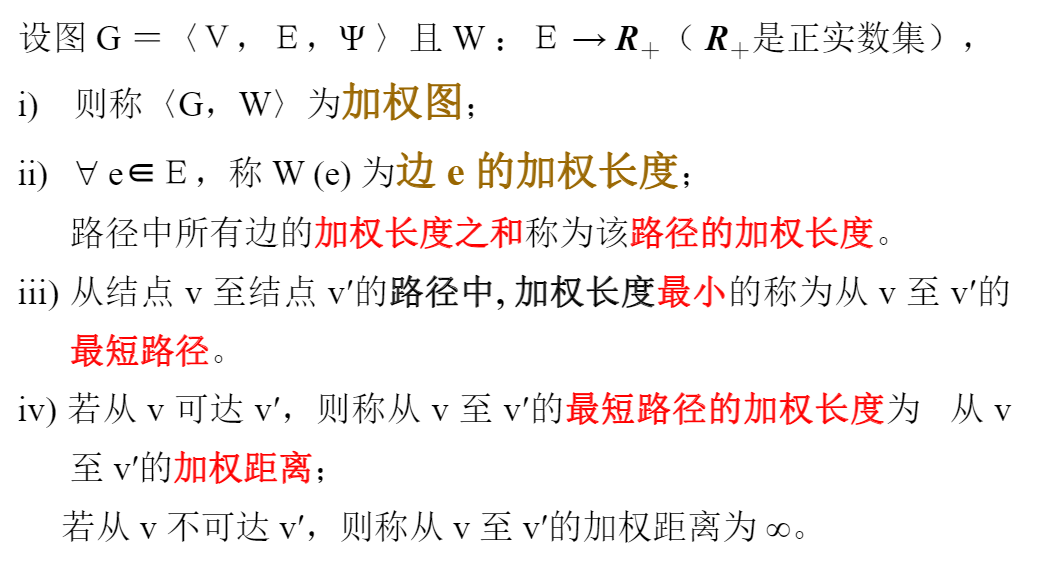 设图 G = 〈V, E, Ψ〉且 W: E → R₊ ( R₊是正实数集),
i) 则称〈G, W〉为加权图;
ii) ∀ e∈E, 称 W (e) 为边 e 的加权长度;
路径中所有边的加权长度之和称为该路径的加权长度。
iii) 从结点 v 至结点 v′的路径中, 加权长度最小的称为从 v 至 v′的
最短路径。
iv) 若从 v 可达 v′, 则称从 v 至 v′的最短路径的加权长度为 从 v
至 v′的加权距离;
若从 v 不可达 v′, 则称从 v 至 v′的加权距离为 ∞。